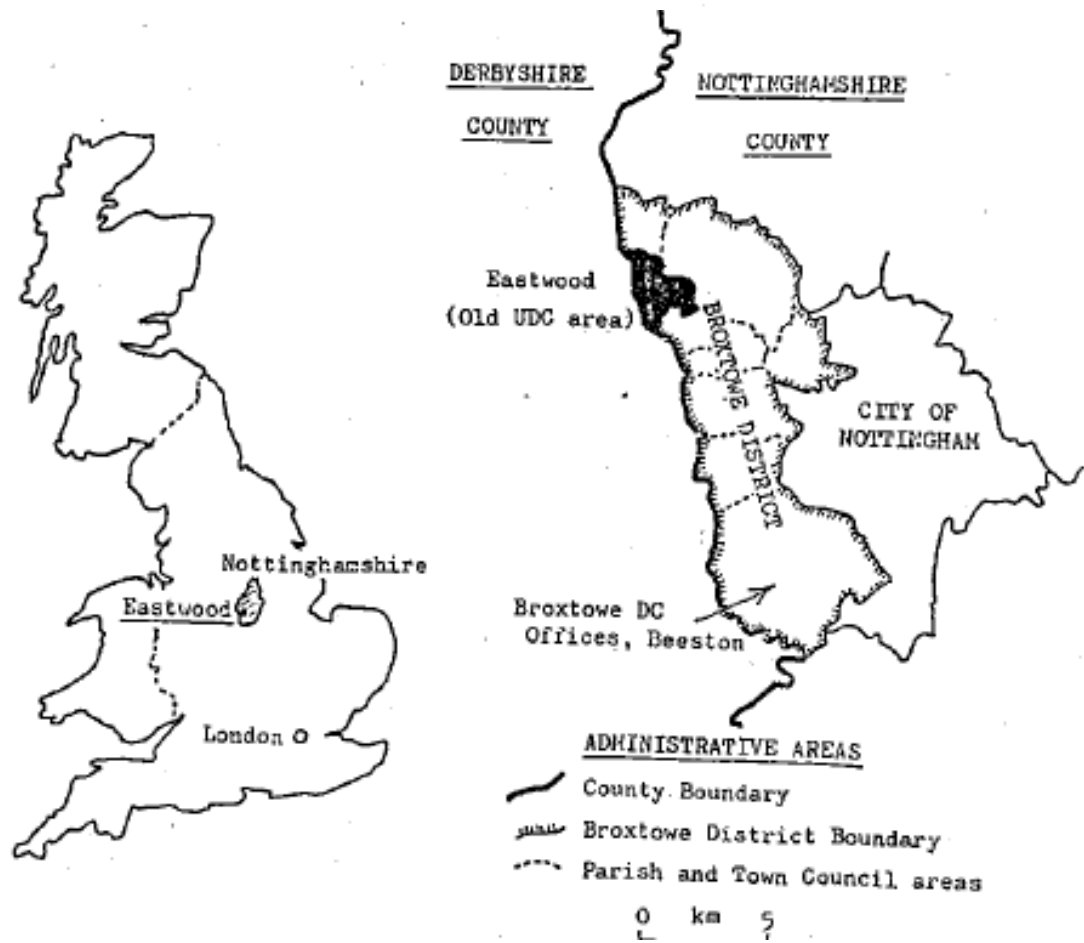 DERBYSHIRE
COUNTY
NOTTINGHAMSHIRE
COUNTY
Eastwood
(Old UDC area)
BROXTOWE DISTRICT
CITY OF
NOTTINGHAM
Nottinghamshire
Eastwood
London
Broxtowe DC
Offices, Beeston
ADMINISTRATIVE AREAS
County Boundary
Broxtowe District Boundary
Parish and Town Council areas
0 km 5